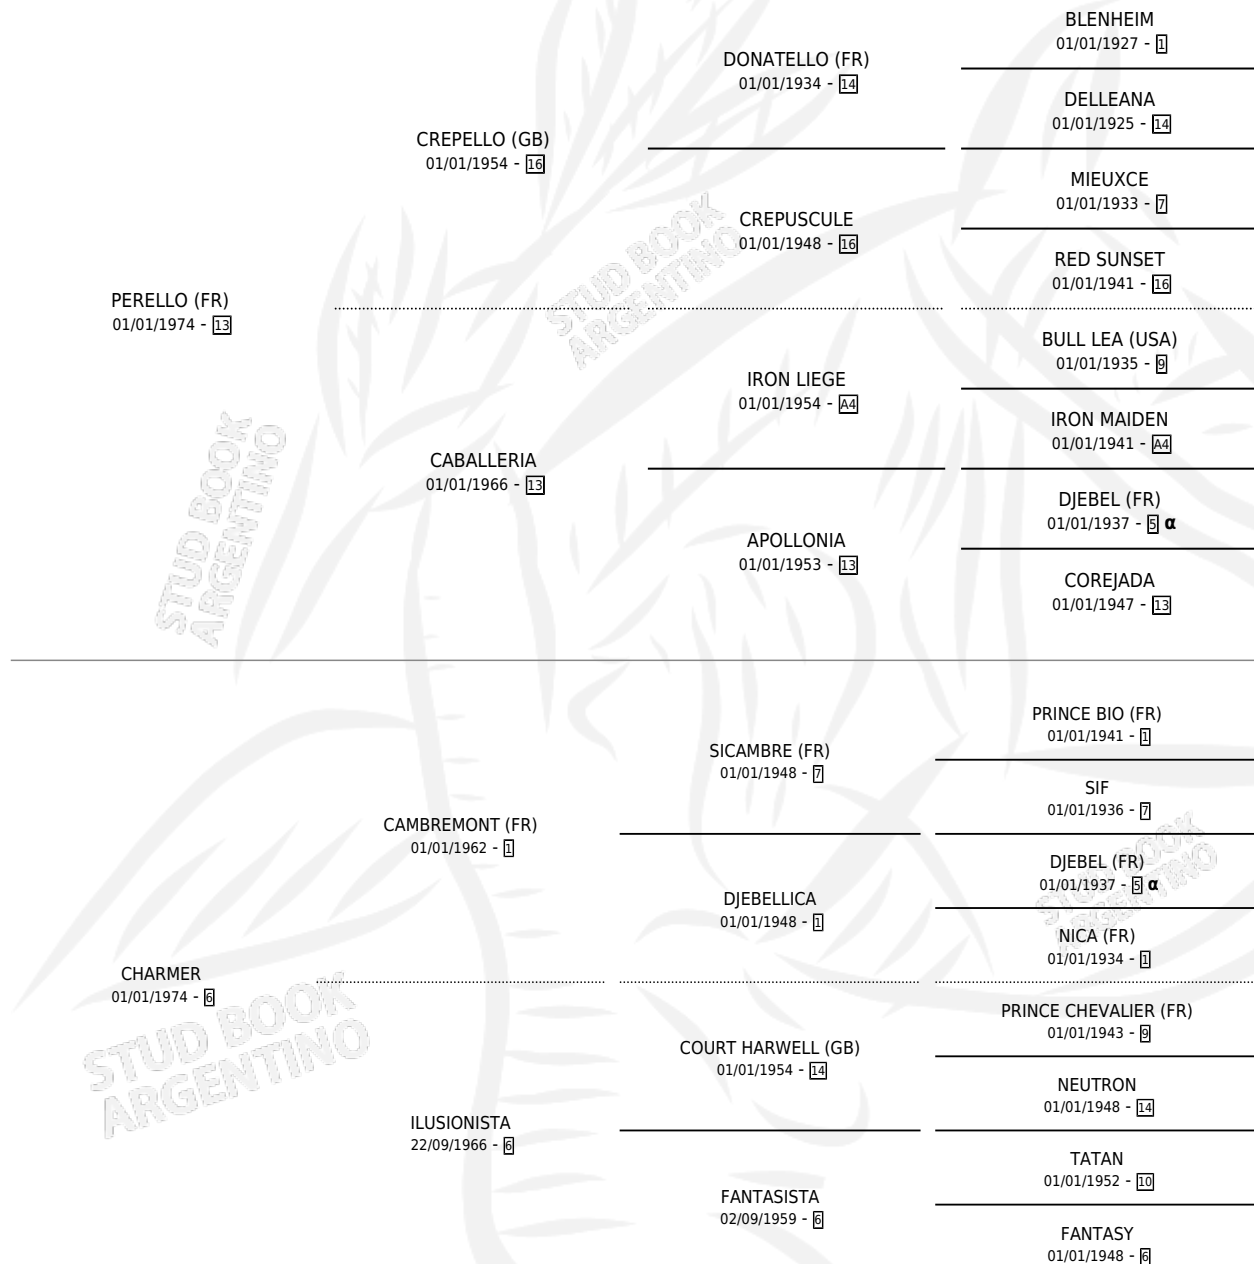 BLENHEIM
01/01/1927 - 1
DONATELLO (FR)
01/01/1934 - 14
DELLEANA
01/01/1925 - 14
CREPELLO (GB)
01/01/1954 - 16
MIEUXCE
01/01/1933 - 7
CREPUSCULE
01/01/1948 - 16
RED SUNSET
01/01/1941 - 16
STUD BOOK
ARGENTINO
PERELLO (FR)
01/01/1974 - 13
BULL LEA (USA)
01/01/1935 - 9
IRON LIEGE
01/01/1954 - A4
IRON MAIDEN
01/01/1941 - A4
CABALLERIA
01/01/1966 - 13
DJEBEL (FR)
01/01/1937 - 5 α
APOLLONIA
01/01/1953 - 13
COREJADA
01/01/1947 - 13
STUD BOOK
ARGENTINO
PRINCE BIO (FR)
01/01/1941 - 1
SICAMBRE (FR)
01/01/1948 - 7
SIF
01/01/1936 - 7
CAMBREMONT (FR)
01/01/1962 - 1
DJEBEL (FR)
01/01/1937 - 5 α
DJEBELLICA
01/01/1948 - 1
NICA (FR)
01/01/1934 - 1
STUD BOOK
ARGENTINO
CHARMER
01/01/1974 - 6
PRINCE CHEVALIER (FR)
01/01/1943 - 9
COURT HARWELL (GB)
01/01/1954 - 14
NEUTRON
01/01/1948 - 14
ILUSIONISTA
22/09/1966 - 6
TATAN
01/01/1952 - 10
FANTASISTA
02/09/1959 - 6
FANTASY
01/01/1948 - 6
STUD BOOK
ARGENTINO